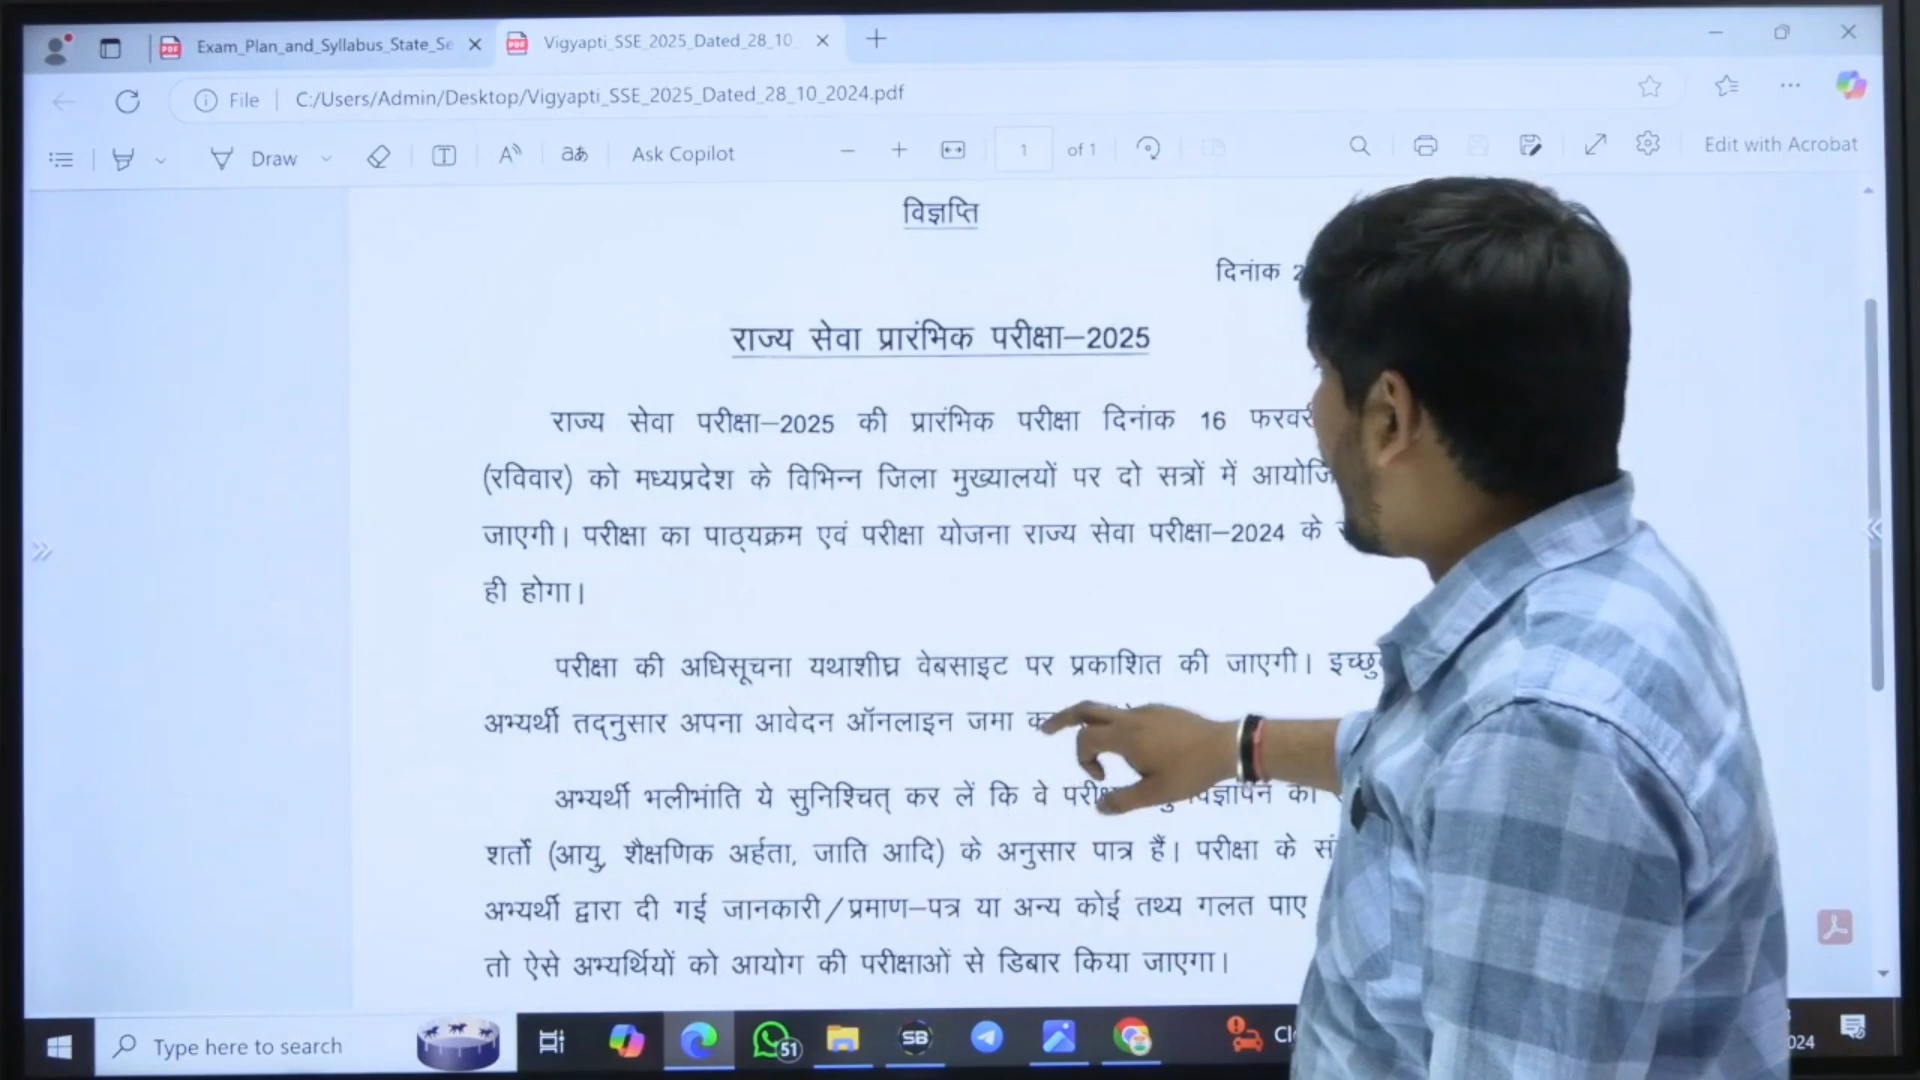 Exam_Plan_and_Syllabus_State_Se
Vigyapti_SSE_2025_Dated_28_10
File
C:/Users/Admin/Desktop/Vigyapti_SSE_2025_Dated_28_10_2024.pdf
Draw
Ask Copilot
1 of 1
Edit with Acrobat
विज्ञप्ति
दिनांक
राज्य सेवा प्रारंभिक परीक्षा–2025
राज्य सेवा परीक्षा–2025 की प्रारंभिक परीक्षा दिनांक 16
(रविवार) को मध्यप्रदेश के विभिन्न जिला मुख्यालयों पर दो सत्रों में
जाएगी। परीक्षा का पाठ्यक्रम एवं परीक्षा योजना राज्य सेवा परीक्षा–2024 के
ही होगा।
परीक्षा की अधिसूचना यथाशीघ्र वेबसाइट पर प्रकाशित की जाएगी।
अभ्यर्थी तद्नुसार अपना आवेदन ऑनलाइन जमा
अभ्यर्थी भलीभांति ये सुनिश्चित् कर लें कि वे
शर्तो (आयु, शैक्षणिक अर्हता, जाति आदि) के अनुसार पात्र हैं। परीक्षा के
अभ्यर्थी द्वारा दी गई जानकारी/प्रमाण–पत्र या अन्य कोई तथ्य गलत पाए
तो ऐसे अभ्यर्थियों को आयोग की परीक्षाओं से डिबार किया जाएगा।
Type here to search
51
SB